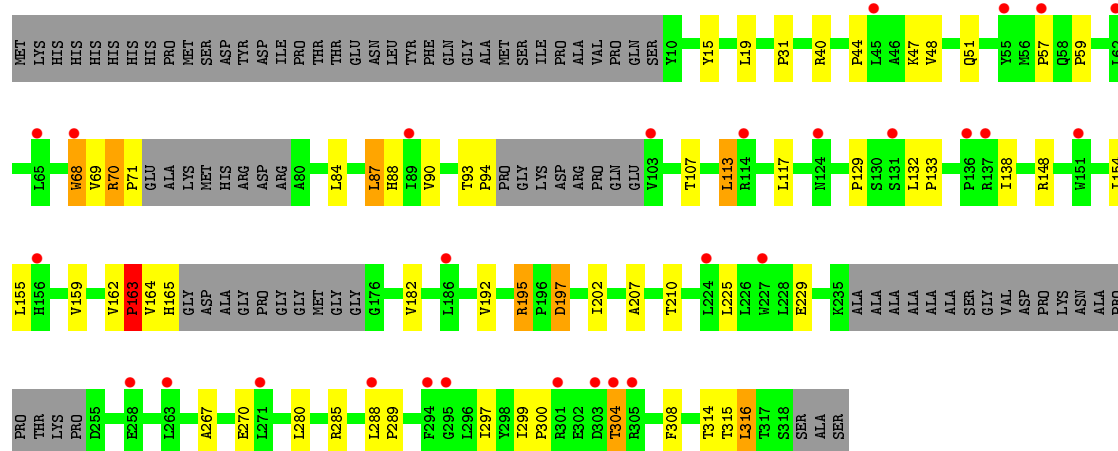 MET LYS HIS HIS HIS HIS HIS HIS HIS PRO MET SER ASP TYR ASP ILE PRO THR THR GLU ASN LEU TYR PHE GLN GLY ALA MET SER ILE PRO ALA VAL PRO GLN SER Y10 Y15 L19 P31 R40 P44 L45 A46 K47 V48 Q51 Y55 M56 P57 Q58 P59
L65 W68 V69 R70 P71 GLU ALA LYS MET HIS ARG ASP ARG A80 L84 L87 H88 I89 V90 T93 P94 PRO GLY LYS ASP ARG PRO GLN GLU V103 T107 L113 R114 L117 N124 P129 S130 S131 L132 P133 P136 R137 I138 R148 W151
L155 H156 V159 V162 P163 V164 H165 GLY ASP ALA GLY PRO GLY GLY MET GLY GLY G176 V182 L186 V192 R195 P196 D197 I202 A207 T210 L224 L225 L226 W227 L228 E229 K235 ALA ALA ALA ALA ALA ALA SER GLY VAL ASP PRO LYS ASN ALA PRO
PRO THR LYS PRO D255 E258 L263 A267 E270 L271 L280 R285 L288 P289 F294 G295 L296 I297 Y298 I299 P300 R301 E302 D303 T304 R305 F308 T314 T315 L316 T317 S318 SER ALA SER